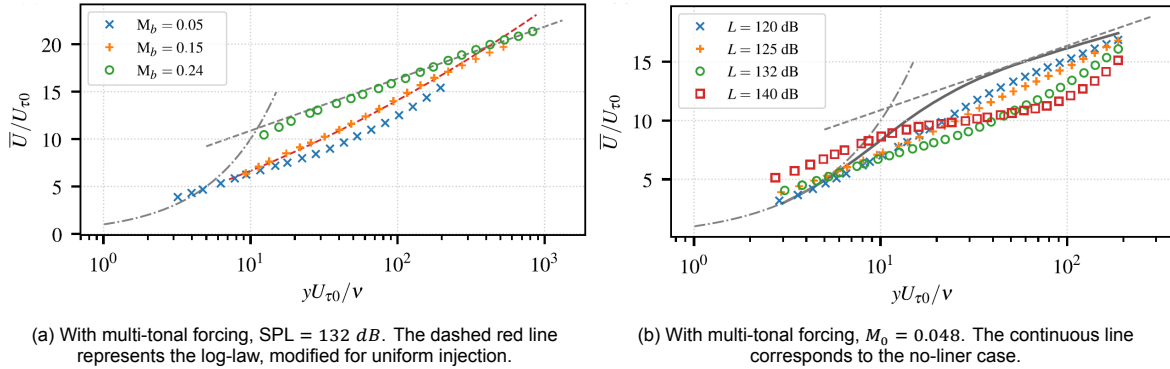 M_b = 0.05
M_b = 0.15
M_b = 0.24
20
15
10
5
0
U̅/U_τ0
10^0
10^1
10^2
10^3
yU_τ0/ν
(a) With multi-tonal forcing, SPL = 132 dB. The dashed red line
represents the log-law, modified for uniform injection.
L = 120 dB
L = 125 dB
L = 132 dB
L = 140 dB
15
10
5
U̅/U_τ0
10^0
10^1
10^2
yU_τ0/ν
(b) With multi-tonal forcing, M_0 = 0.048. The continuous line
corresponds to the no-liner case.